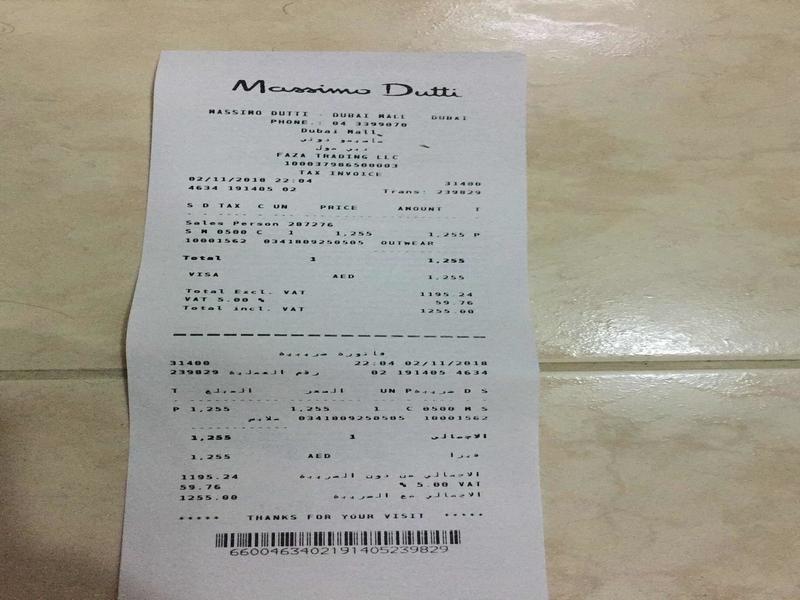 Massimo Dutti
MASSIMO DUTTI - DUBAI MALL DUBAI
PHONE.: 04 3399070
Dubai Mall
ماسيمو دوتي
دبي مول
FAZA TRADING LLC
100037986500003
TAX INVOICE
02/11/2018 22:04 31400
4634 191405 02 Trans: 239829
S D TAX C UN PRICE AMOUNT T
Sales Person 207276
S M 0500 C 1 1,255 1,255 P
10001562 0341809250505 OUTWEAR
Total 1 1,255
VISA AED 1,255
Total Excl. VAT 1195.24
VAT 5.00 % 59.76
Total incl. VAT 1255.00
فاتورة ضريبية
31400 22:04 02/11/2018
239829 رقم العملية 02 191405 4634
T المبلغ السعر UN P ضريبة D S
P 1,255 1,255 1 C 0500 M S
ملابس 0341809250505 10001562
1,255 1 الاجمالي
1,255 AED فيزا
1195.24 الاجمالي من دون الضريبة
59.76 % 5.00 VAT
1255.00 الاجمالي مع الضريبة
***** THANKS FOR YOUR VISIT *****
66004634021914052​39829